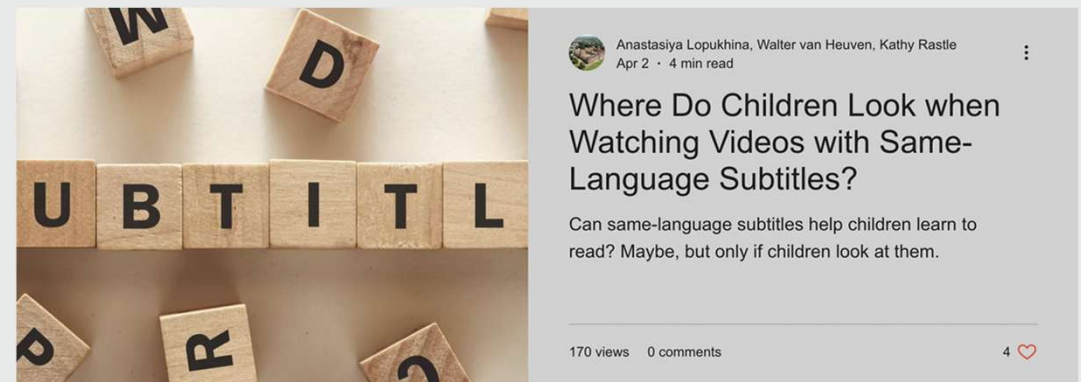 W
D
UBTITL
P
R
Anastasiya Lopukhina, Walter van Heuven, Kathy Rastle
Apr 2 · 4 min read
Where Do Children Look when
Watching Videos with Same-
Language Subtitles?
Can same-language subtitles help children learn to
read? Maybe, but only if children look at them.
170 views 0 comments
4